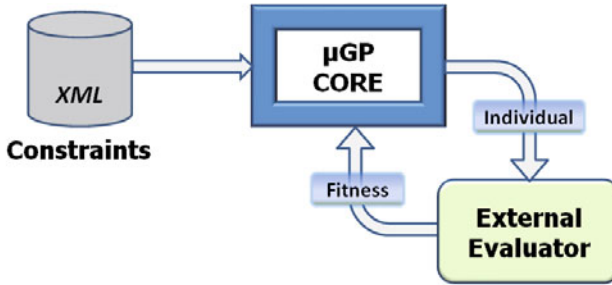 XML
Constraints
µGP
CORE
Individual
Fitness
External
Evaluator